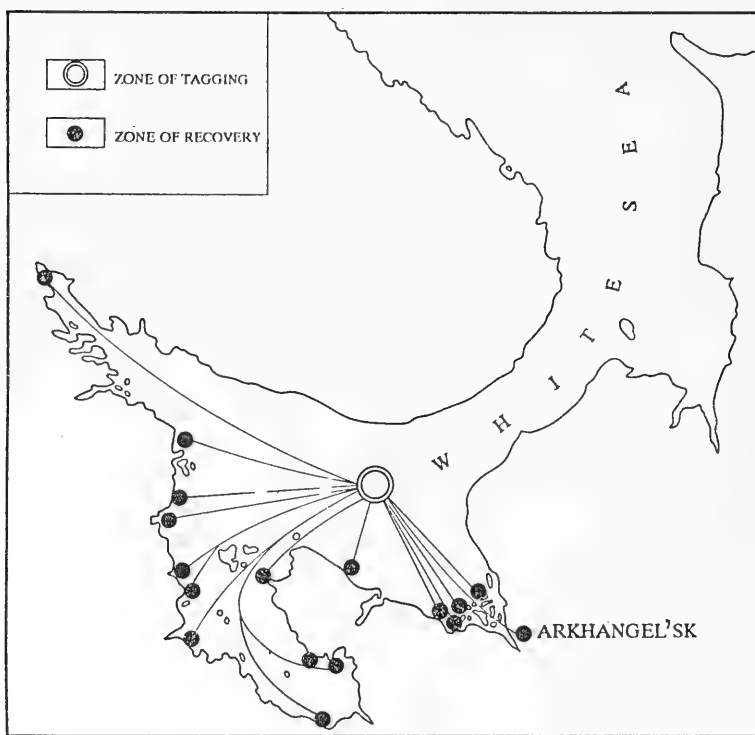 ZONE OF TAGGING
ZONE OF RECOVERY
WHITE SEA
ARKHANGEL'SK